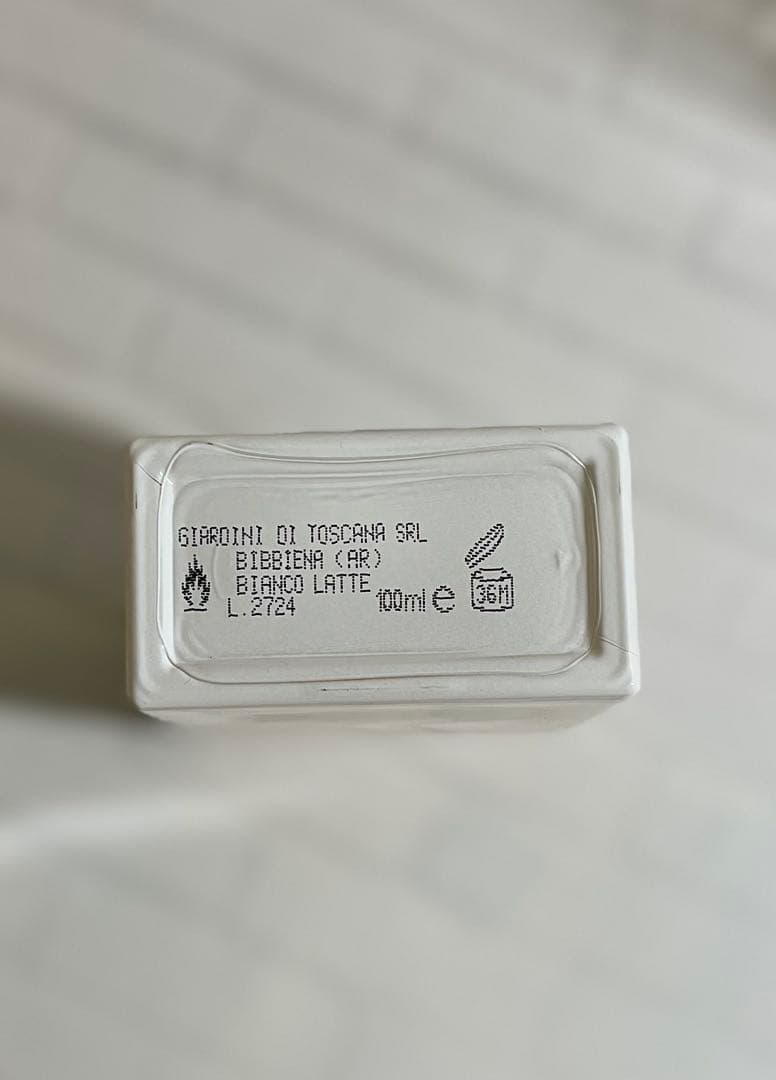 GIARDINI DI TOSCANA SRL
BIBBIENA (AR)
BIANCO LATTE
L.2724
100ml e
36M